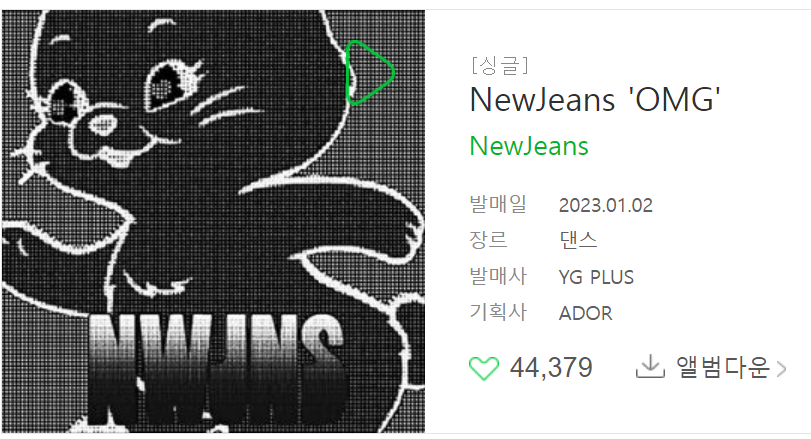 [싱글]
NewJeans 'OMG'
NewJeans
발매일 2023.01.02
장르 댄스
발매사 YG PLUS
기획사 ADOR
44,379 앨범다운
NWJNS